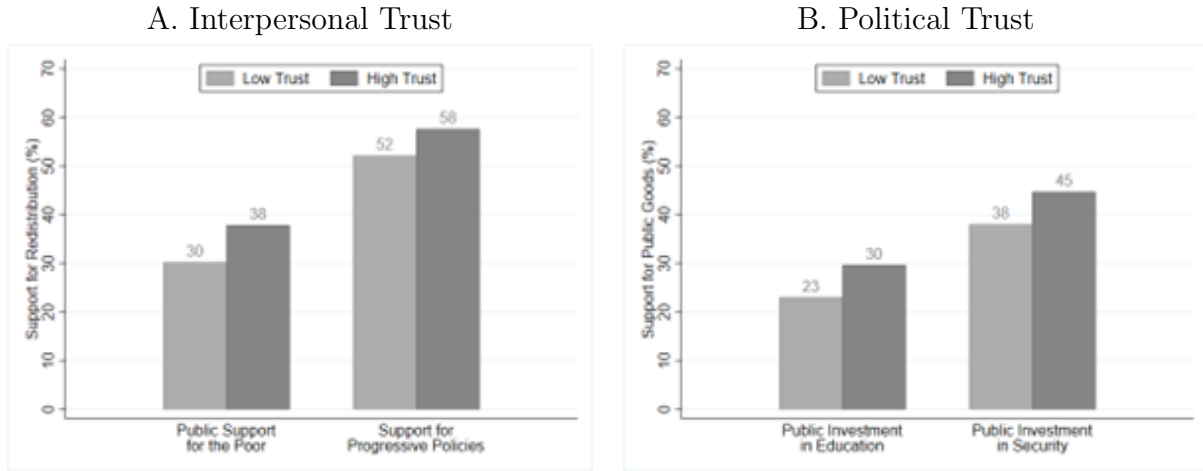 A. Interpersonal Trust
Low Trust High Trust
Support for Redistribution (%)
70
60
50
40
30
20
10
0
30
38
52
58
Public Support
for the Poor
Support for
Progressive Policies
B. Political Trust
Low Trust High Trust
Support for Public Goods (%)
70
60
50
40
30
20
10
0
23
30
38
45
Public Investment
in Education
Public Investment
in Security